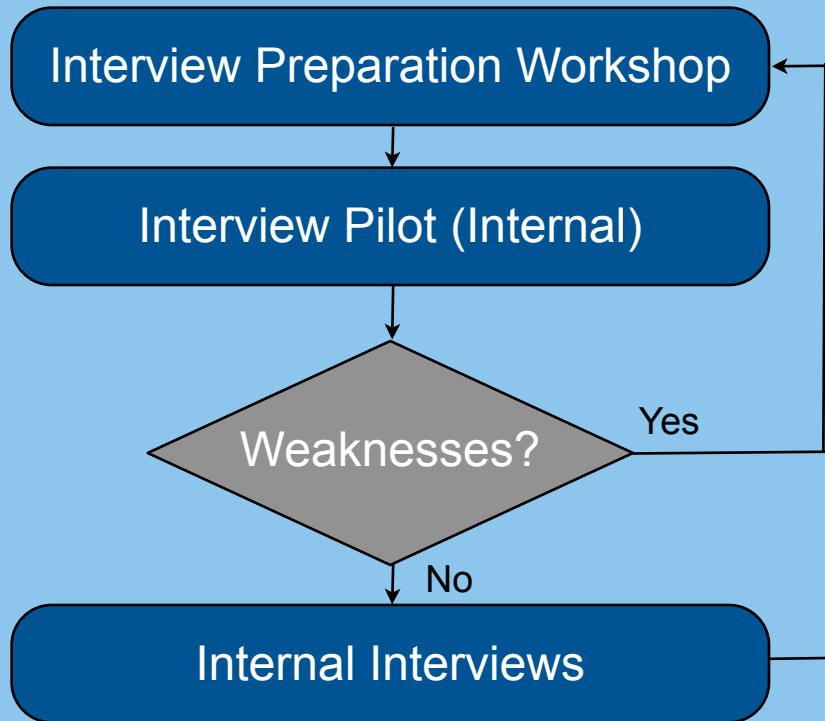 Interview Preparation Workshop
Interview Pilot (Internal)
Weaknesses?
Yes
No
Internal Interviews